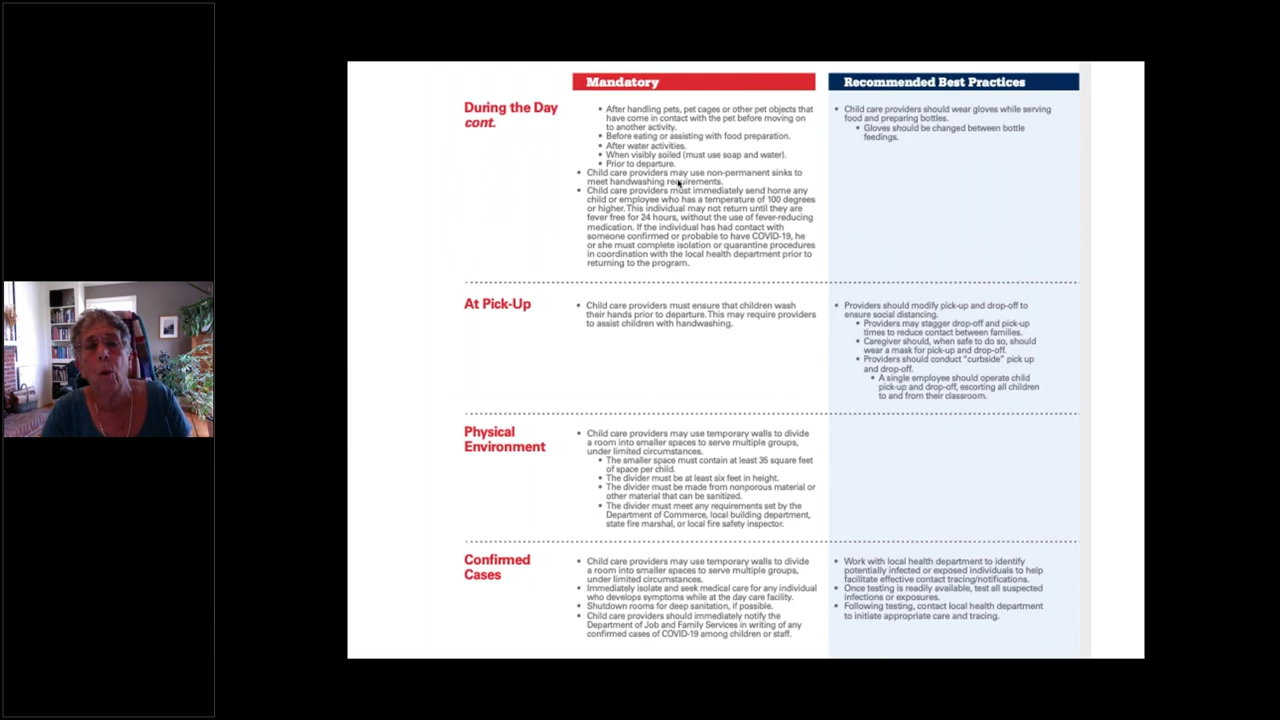 Mandatory
Recommended Best Practices
During the Day
cont.
• After handling pets, pet cages or other pet objects that
have come in contact with the pet before moving on
to another activity.
• Before eating or assisting with food preparation.
• After water activities.
• When visibly soiled (must use soap and water).
• Prior to departure.
• Child care providers may use non-permanent sinks to
meet handwashing requirements.
• Child care providers must immediately send home any
child or employee who has a temperature of 100 degrees
or higher. This individual may not return until they are
fever free for 24 hours, without the use of fever-reducing
medication. If the individual has had contact with
someone confirmed or probable to have COVID-19, he
or she must complete isolation or quarantine procedures
in coordination with the local health department prior to
returning to the program.
• Child care providers should wear gloves while serving
food and preparing bottles.
• Gloves should be changed between bottle
feedings.
At Pick-Up
• Child care providers must ensure that children wash
their hands prior to departure. This may require providers
to assist children with handwashing.
• Providers should modify pick-up and drop-off to
ensure social distancing.
• Providers may stagger drop-off and pick-up
times to reduce contact between families.
• Caregiver should, when safe to do so, should
wear a mask for pick-up and drop-off.
• Providers should conduct "curbside" pick up
and drop-off.
• A single employee should operate child
pick-up and drop-off, escorting all children
to and from their classroom.
Physical
Environment
• Child care providers may use temporary walls to divide
a room into smaller spaces to serve multiple groups,
under limited circumstances.
• The smaller space must contain at least 35 square feet
of space per child.
• The divider must be at least six feet in height.
• The divider must be made from nonporous material or
other material that can be sanitized.
• The divider must meet any requirements set by the
Department of Commerce, local building department,
state fire marshal, or local fire safety inspector.
Confirmed
Cases
• Child care providers may use temporary walls to divide
a room into smaller spaces to serve multiple groups,
under limited circumstances.
• Immediately isolate and seek medical care for any individual
who develops symptoms while at the day care facility.
• Shutdown rooms for deep sanitation, if possible.
• Child care providers should immediately notify the
Department of Job and Family Services in writing of any
confirmed cases of COVID-19 among children or staff.
• Work with local health department to identify
potentially infected or exposed individuals to help
facilitate effective contact tracing/notifications.
• Once testing is readily available, test all suspected
infections or exposures.
• Following testing, contact local health department
to initiate appropriate care and tracing.